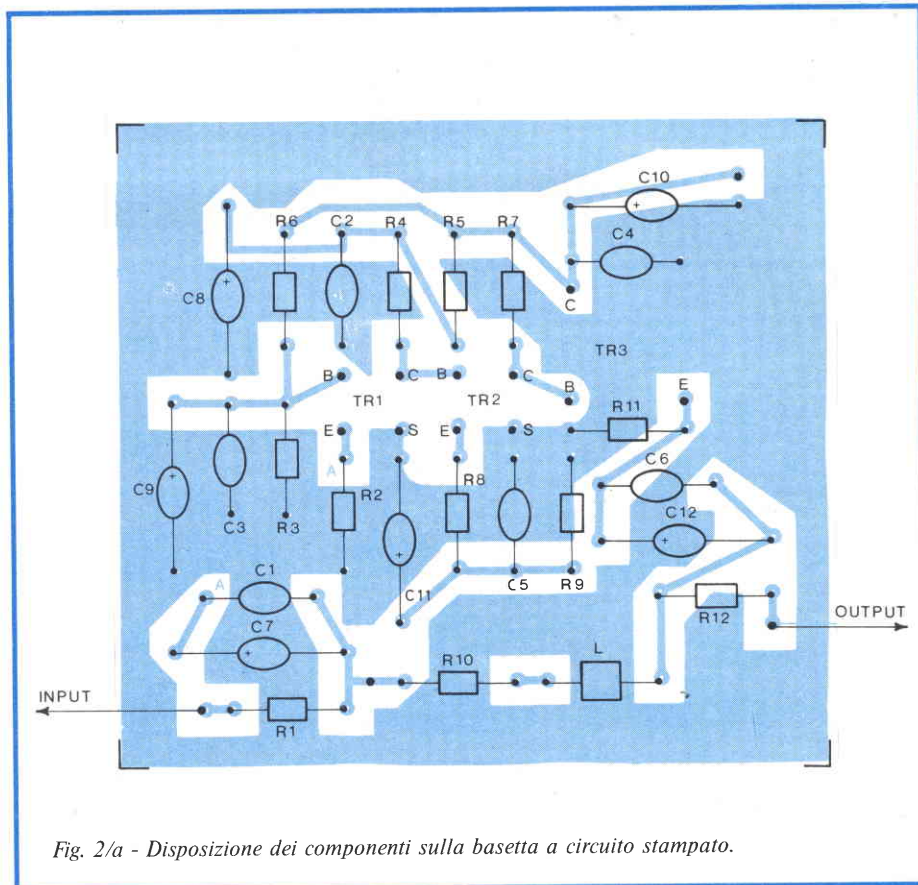 C10
R6 C2 R4 R5 R7
C4
C8
C
TR3
B C B C B E
TR1 TR2
R11
E S E S
A
C9 R2 R8 C6
C3 R3 C12
C11 C5 R9
A C1
R12 OUTPUT
C7
L
R10
INPUT
R1
Fig. 2/a - Disposizione dei componenti sulla basetta a circuito stampato.